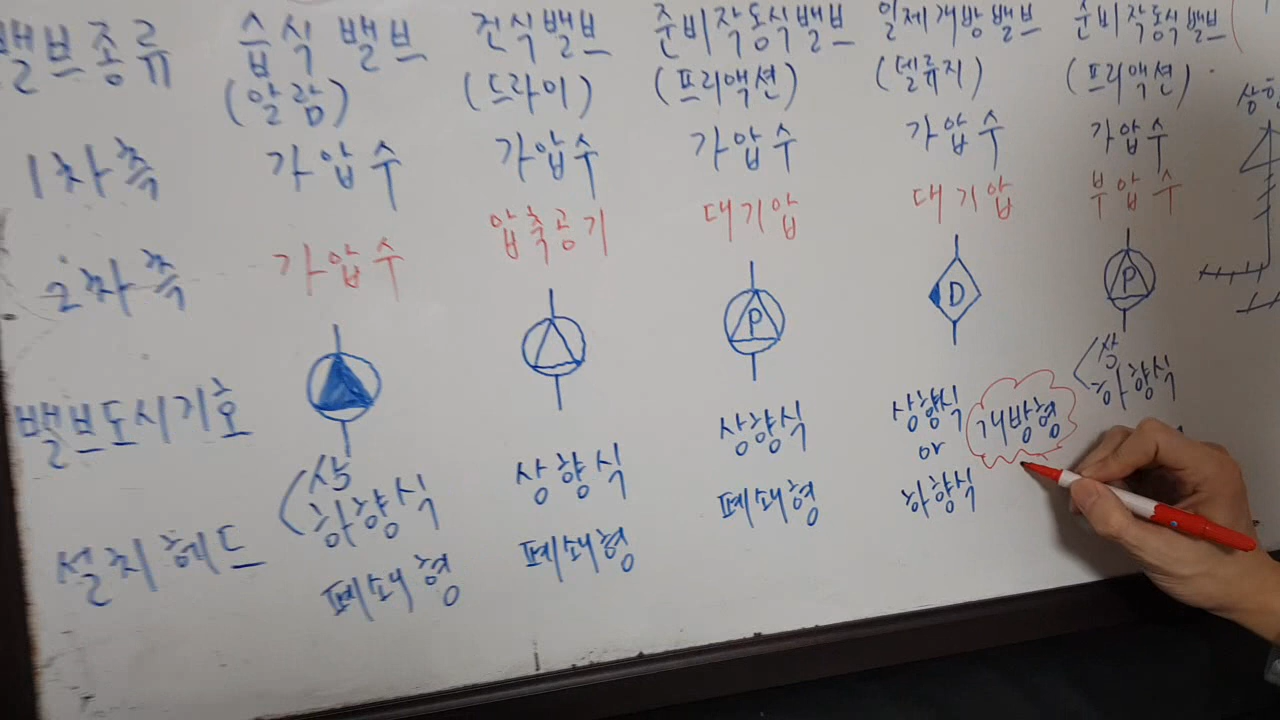 밸브종류 습식 밸브 건식밸브 준비작동식밸브 일제개방밸브 준비작동식밸브
(알람) (드라이) (프리액션) (델류지) (프리액션)
1차측 가압수 가압수 가압수 가압수 가압수
2차측 가압수 압축공기 대기압 대기압 부압수
밸브도시기호 P D P
설치헤드 (상 상향식 상향식 상향식 (상
하향식 폐쇄형 폐쇄형 or 하향식
폐쇄형 하향식
개방형